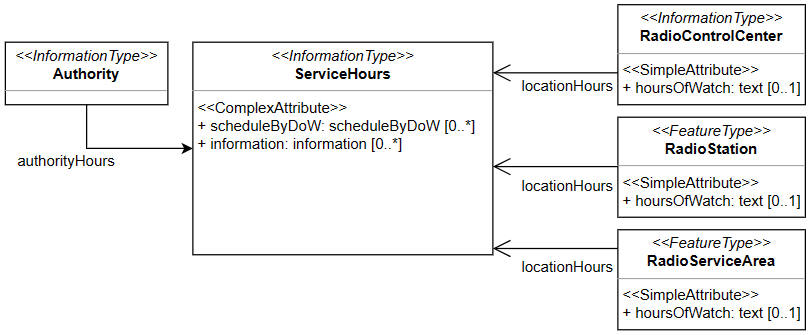 <<InformationType>>
Authority
authorityHours
<<InformationType>>
ServiceHours
<<ComplexAttribute>>
+ scheduleByDoW: scheduleByDoW [0..*]
+ information: information [0..*]
locationHours
locationHours
locationHours
<<InformationType>>
RadioControlCenter
<<SimpleAttribute>>
+ hoursOfWatch: text [0..1]
<<FeatureType>>
RadioStation
<<SimpleAttribute>>
+ hoursOfWatch: text [0..1]
<<FeatureType>>
RadioServiceArea
<<SimpleAttribute>>
+ hoursOfWatch: text [0..1]